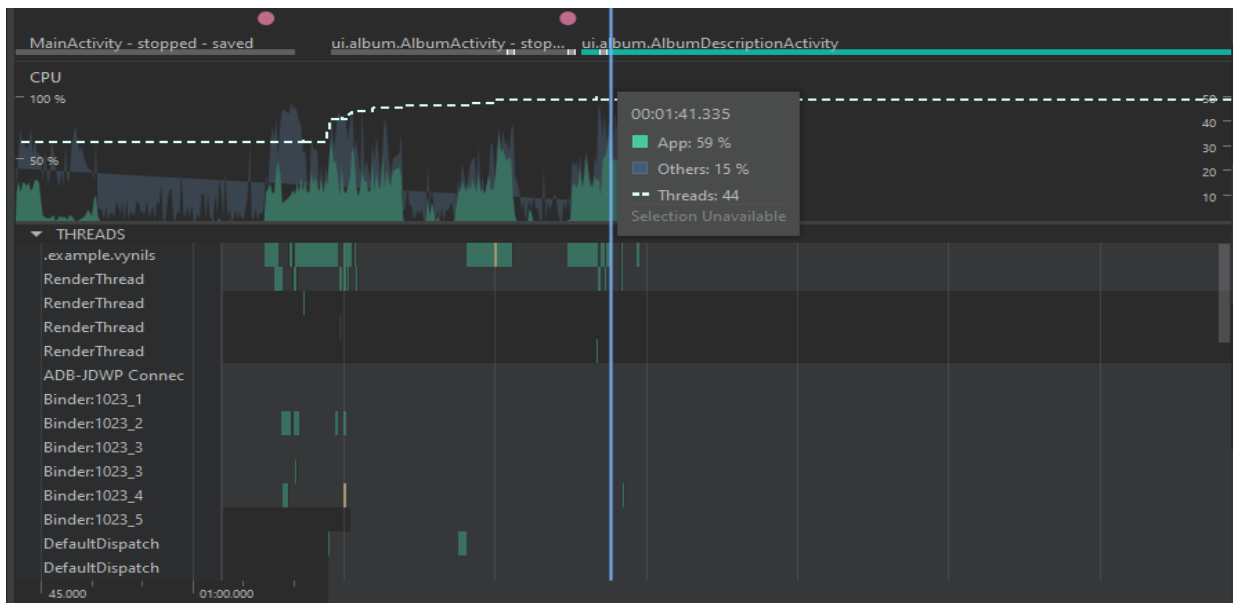 MainActivity - stopped - saved
ui.album.AlbumActivity - stop...
ui.album.AlbumDescriptionActivity
CPU
100 %
50
40
50 %
30
20
10
00:01:41.335
App: 59 %
Others: 15 %
Threads: 44
Selection Unavailable
THREADS
.example.vynils
RenderThread
RenderThread
RenderThread
RenderThread
ADB-JDWP Connec
Binder:1023_1
Binder:1023_2
Binder:1023_3
Binder:1023_3
Binder:1023_4
Binder:1023_5
DefaultDispatch
DefaultDispatch
45.000
01:00.000